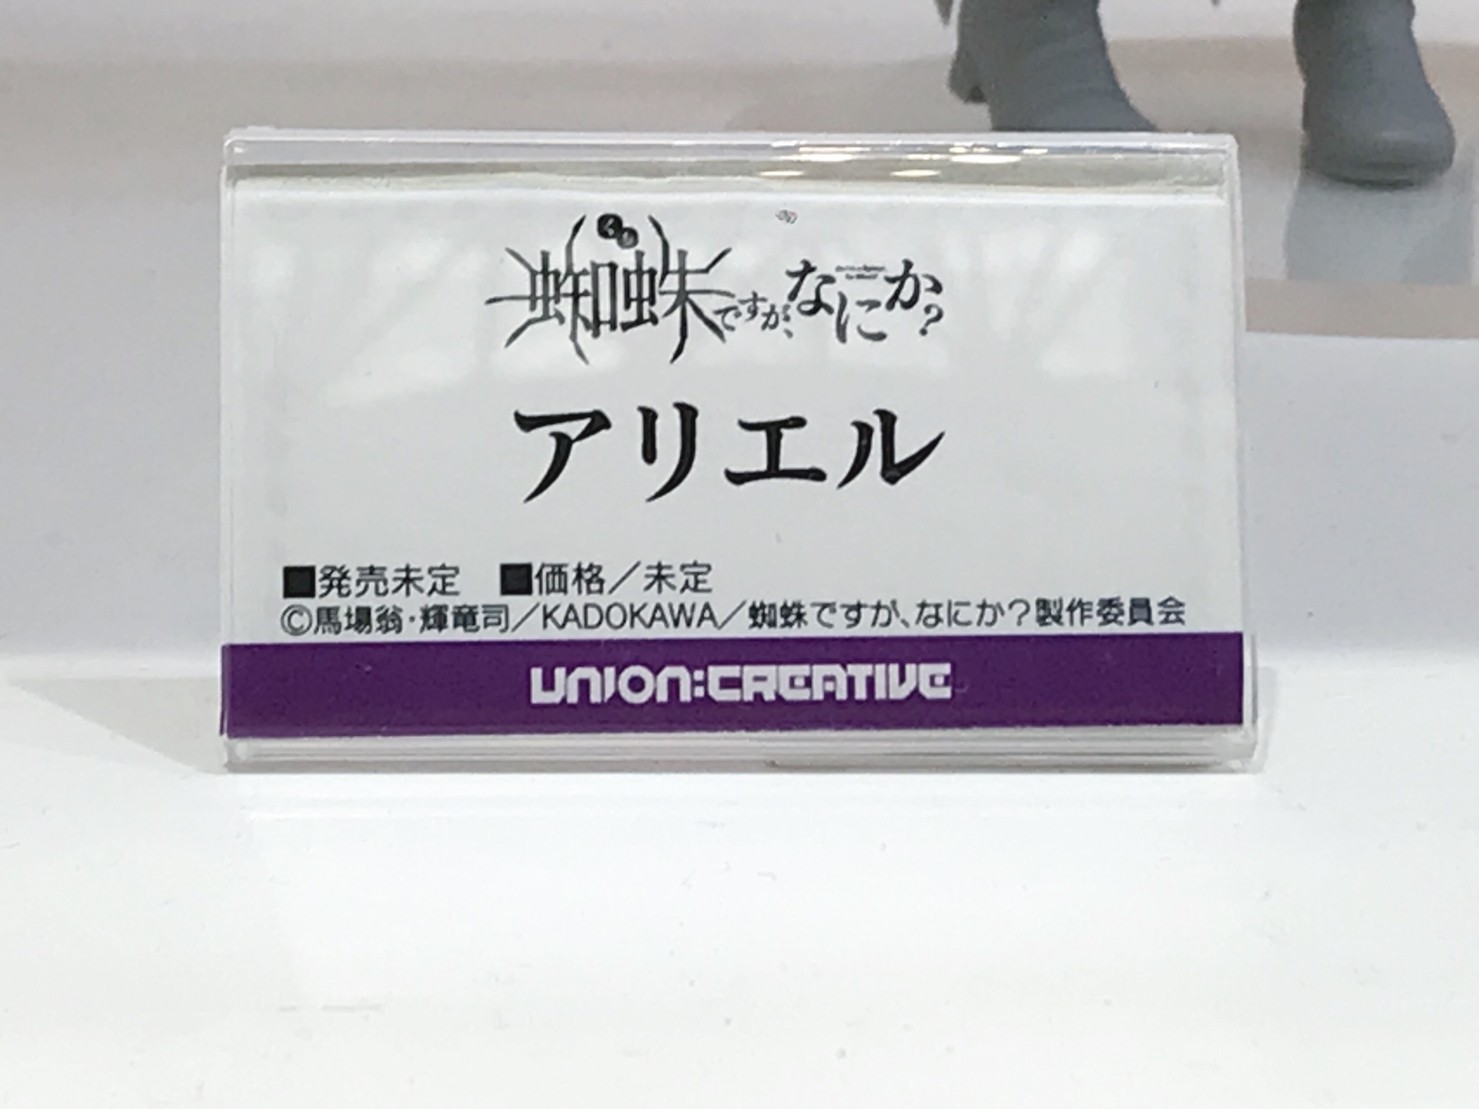 蜘蛛ですが、なにか?
アリエル
■発売未定　■価格／未定
©馬場翁・輝竜司／KADOKAWA／蜘蛛ですが、なにか?製作委員会
UNION:CREATIVE